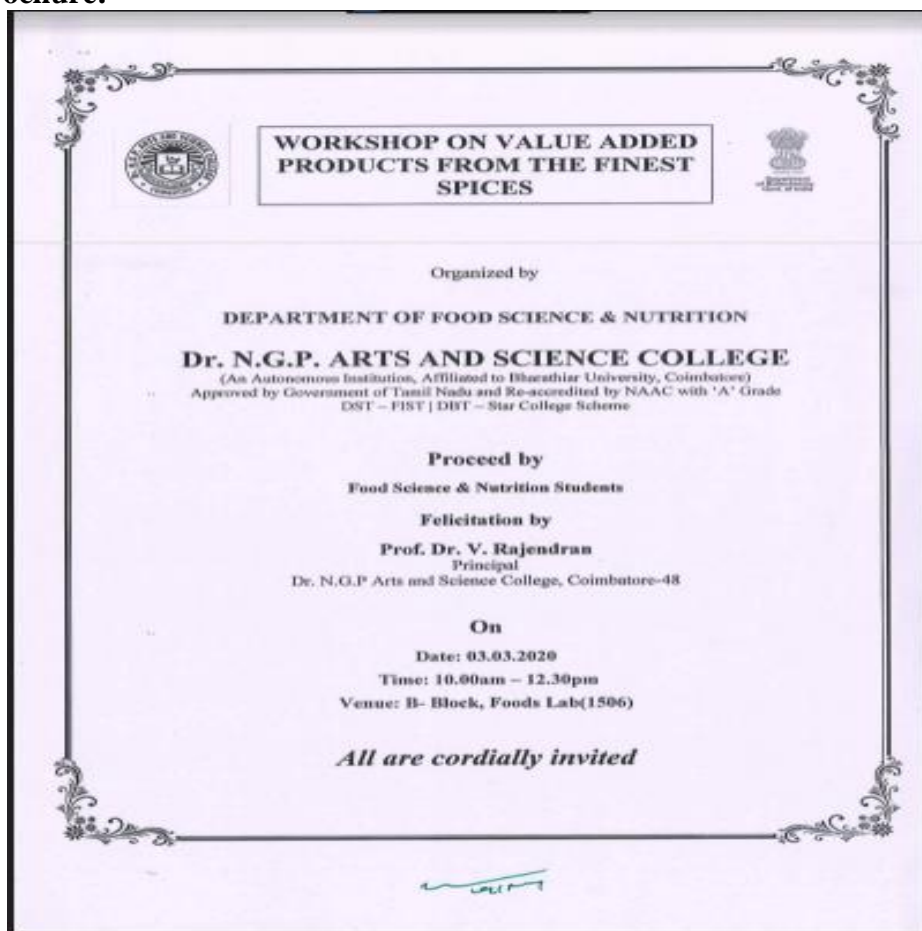 ochure:
WORKSHOP ON VALUE ADDED
PRODUCTS FROM THE FINEST
SPICES
Organized by
DEPARTMENT OF FOOD SCIENCE & NUTRITION
Dr. N.G.P. ARTS AND SCIENCE COLLEGE
(An Autonomous Institution, Affiliated to Bharathiar University, Coimbatore)
Approved by Government of Tamil Nadu and Re-accredited by NAAC with 'A' Grade
DST – FIST | DBT – Star College Scheme
Proceed by
Food Science & Nutrition Students
Felicitation by
Prof. Dr. V. Rajendran
Principal
Dr. N.G.P Arts and Science College, Coimbatore-48
On
Date: 03.03.2020
Time: 10.00am – 12.30pm
Venue: B- Block, Foods Lab(1506)
All are cordially invited